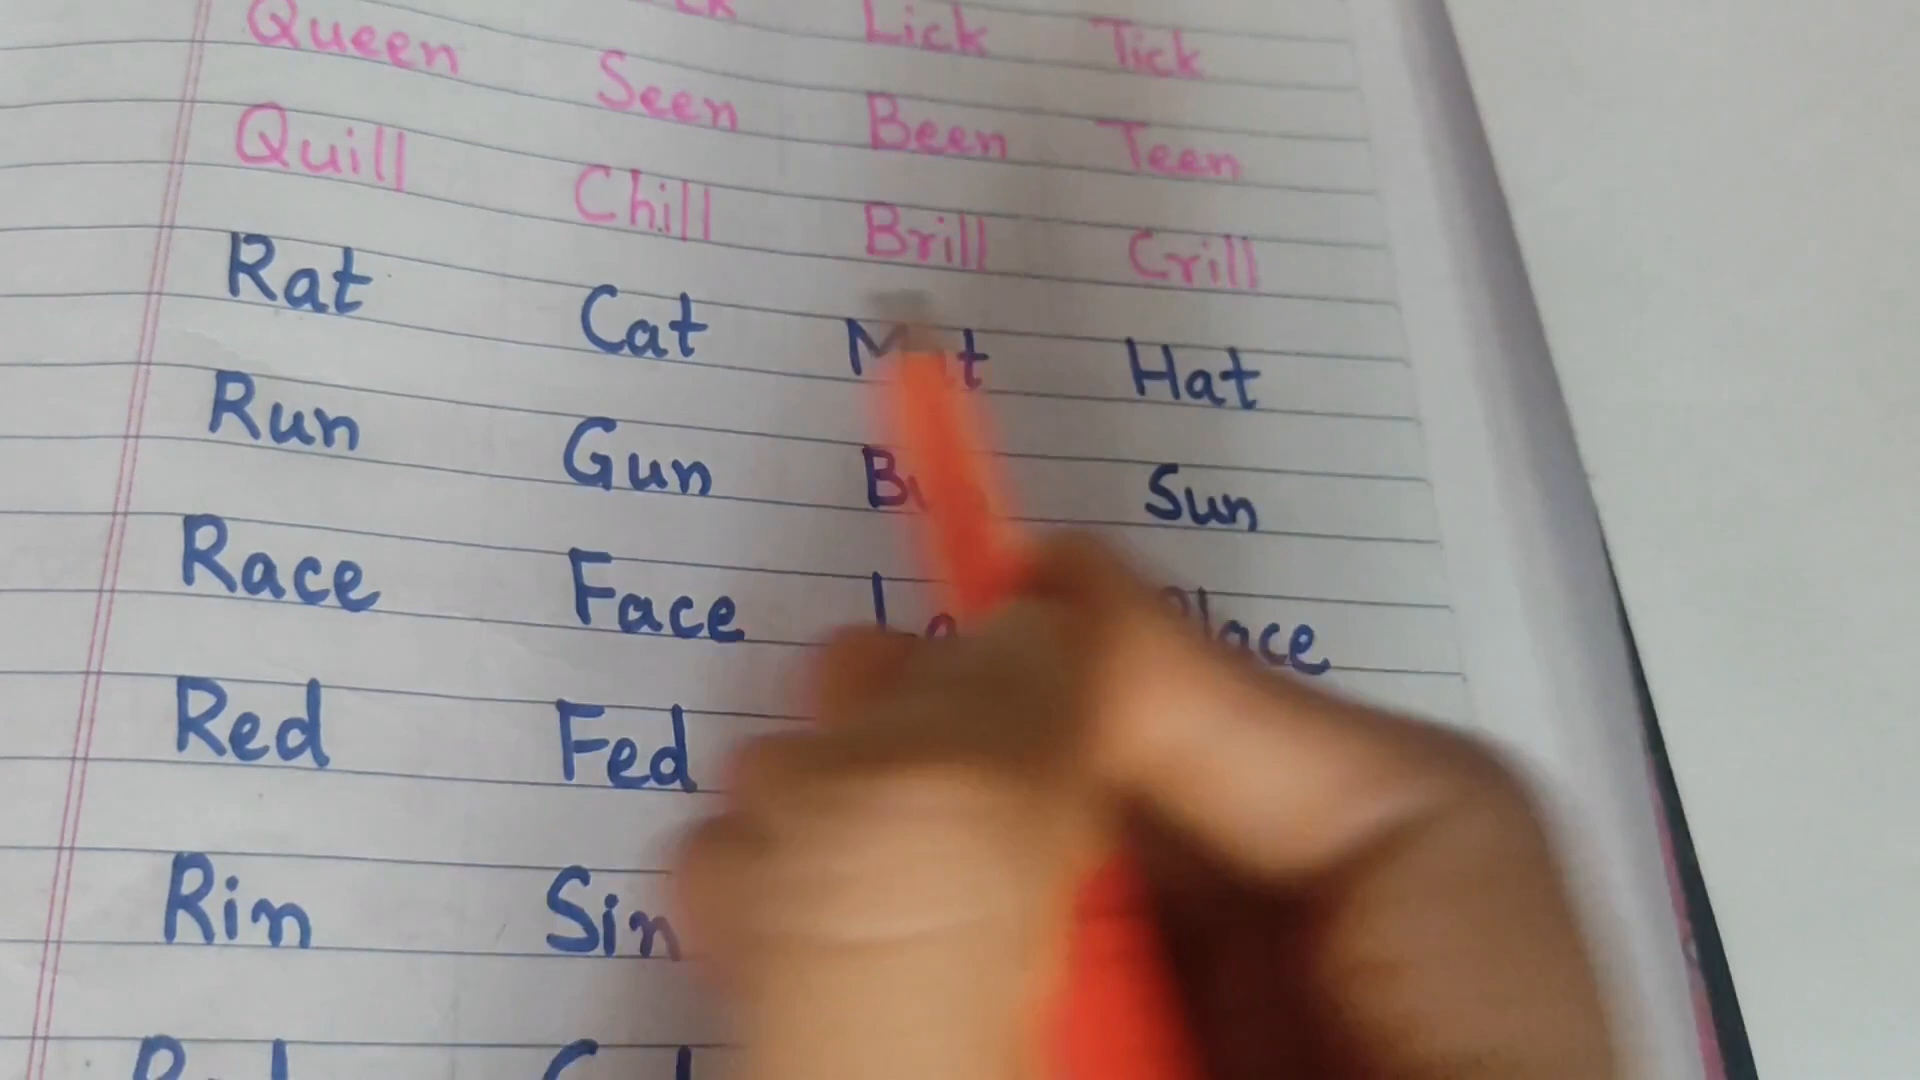 Lick Tick
Queen Seen Been Teen
Quill Chill Brill Crill
Rat Cat Hat
Run Gun Sun
Race Face
Red Fed
Rin Sin